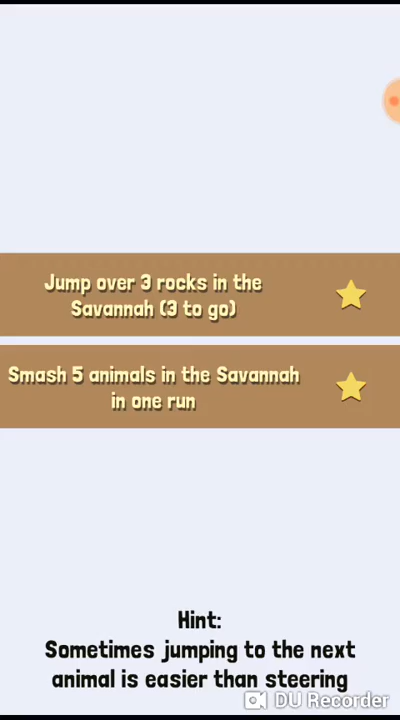 Jump over 3 rocks in the
Savannah (3 to go)
Smash 5 animals in the Savannah
in one run
Hint:
Sometimes jumping to the next
animal is easier than steering
DU Recorder